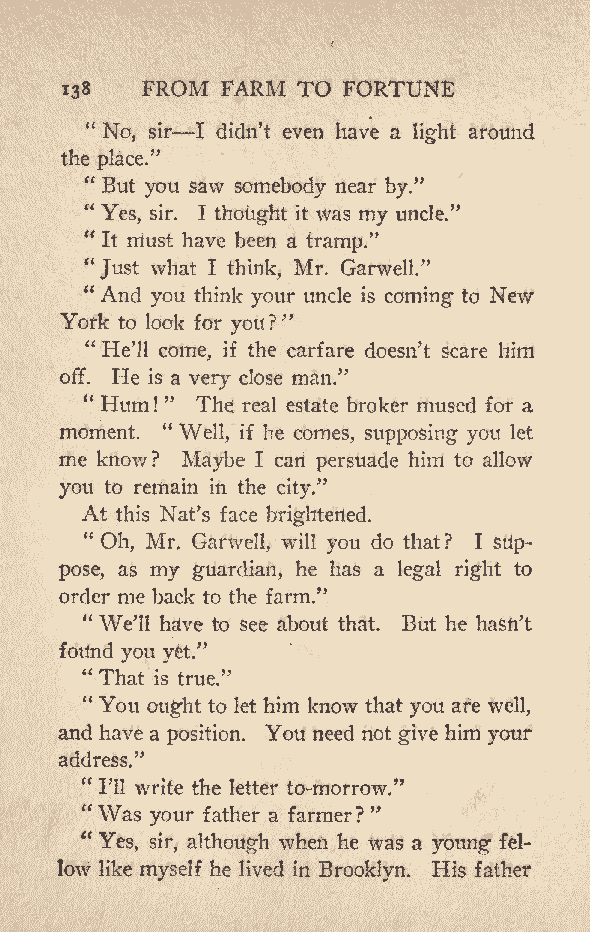 138 FROM FARM TO FORTUNE
“ No, sir—I didn’t even have a light around
the place.”
“ But you saw somebody near by.”
“ Yes, sir. I thought it was my uncle.”
“ It must have been a tramp.”
“ Just what I think, Mr. Garwell.”
“ And you think your uncle is coming to New
York to look for you? ”
“ He’ll come, if the carfare doesn’t scare him
off. He is a very close man.”
“ Hum! ” The real estate broker mused for a
moment. “ Well, if he comes, supposing you let
me know? Maybe I can persuade him to allow
you to remain in the city.”
At this Nat’s face brightened.
“ Oh, Mr. Garwell, will you do that? I sup-
pose, as my guardian, he has a legal right to
order me back to the farm.”
“ We’ll have to see about that. But he hasn’t
found you yet.”
“ That is true.”
“ You ought to let him know that you are well,
and have a position. You need not give him your
address.”
“ I’ll write the letter to-morrow.”
“ Was your father a farmer? ”
“ Yes, sir, although when he was a young fel-
low like myself he lived in Brooklyn. His father